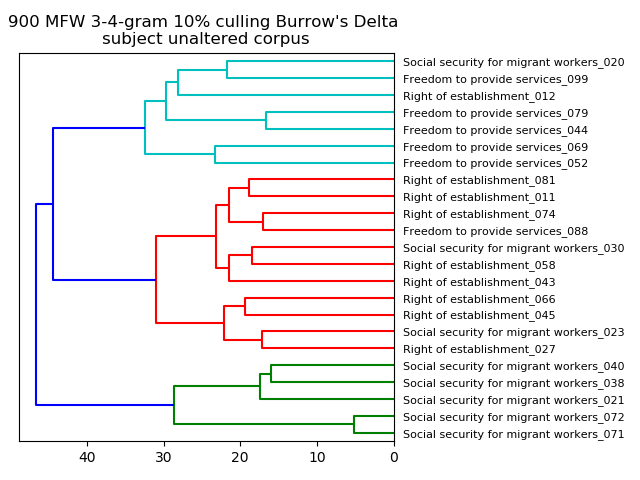 900 MFW 3-4-gram 10% culling Burrow's Delta
subject unaltered corpus
Social security for migrant workers_020
Freedom to provide services_099
Right of establishment_012
Freedom to provide services_079
Freedom to provide services_044
Freedom to provide services_069
Freedom to provide services_052
Right of establishment_081
Right of establishment_011
Right of establishment_074
Freedom to provide services_088
Social security for migrant workers_030
Right of establishment_058
Right of establishment_043
Right of establishment_066
Right of establishment_045
Social security for migrant workers_023
Right of establishment_027
Social security for migrant workers_040
Social security for migrant workers_038
Social security for migrant workers_021
Social security for migrant workers_072
Social security for migrant workers_071
40 30 20 10 0